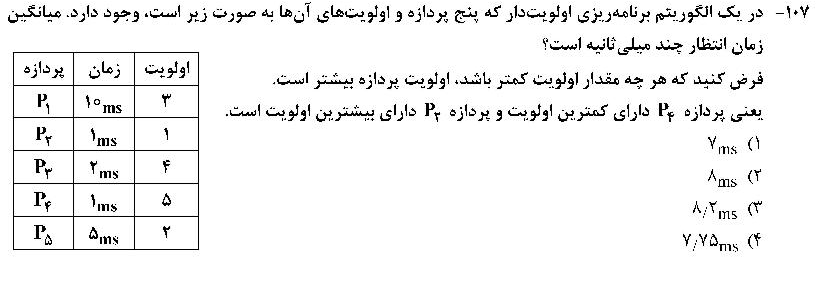 ۱۰۷- در یک الگوریتم برنامه‌ریزی اولویت‌دار که پنج پردازه و اولویت‌های آن‌ها به صورت زیر است، وجود دارد. میانگین
زمان انتظار چند میلی‌ثانیه است؟
فرض کنید که هر چه مقدار اولویت کمتر باشد، اولویت پردازه بیشتر است.
یعنی پردازه P۴ دارای کمترین اولویت و پردازه P۲ دارای بیشترین اولویت است.
۱) ۷ms
۲) ۸ms
۳) ۸/۲ms
۴) ۷/۷۵ms
پردازه زمان اولویت
P۱ ۱۰ms ۳
P۲ ۱ms ۱
P۳ ۲ms ۴
P۴ ۱ms ۵
P۵ ۵ms ۲